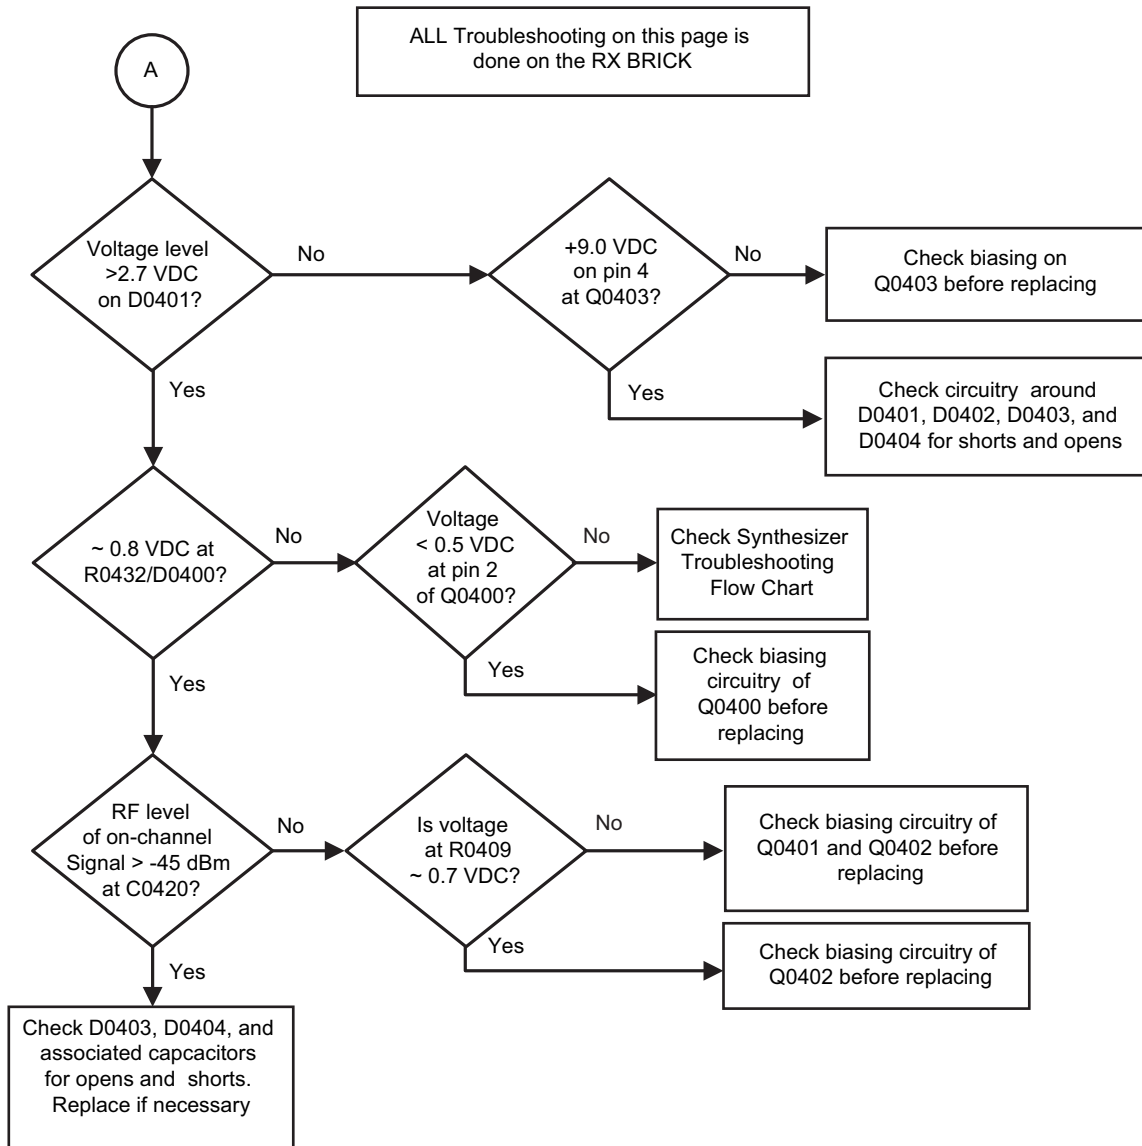 ALL Troubleshooting on this page is
done on the RX BRICK
A
Voltage level
>2.7 VDC
on D0401?
No
+9.0 VDC
on pin 4
at Q0403?
No
Check biasing on
Q0403 before replacing
Yes
Yes
Check circuitry around
D0401, D0402, D0403, and
D0404 for shorts and opens
~ 0.8 VDC at
R0432/D0400?
No
Voltage
< 0.5 VDC
at pin 2
of Q0400?
No
Check Synthesizer
Troubleshooting
Flow Chart
Yes
Yes
Check biasing
circuitry of
Q0400 before
replacing
RF level
of on-channel
Signal > -45 dBm
at C0420?
No
Is voltage
at R0409
~ 0.7 VDC?
No
Check biasing circuitry of
Q0401 and Q0402 before
replacing
Yes
Yes
Check biasing circuitry of
Q0402 before replacing
Check D0403, D0404, and
associated capcacitors
for opens and shorts.
Replace if necessary